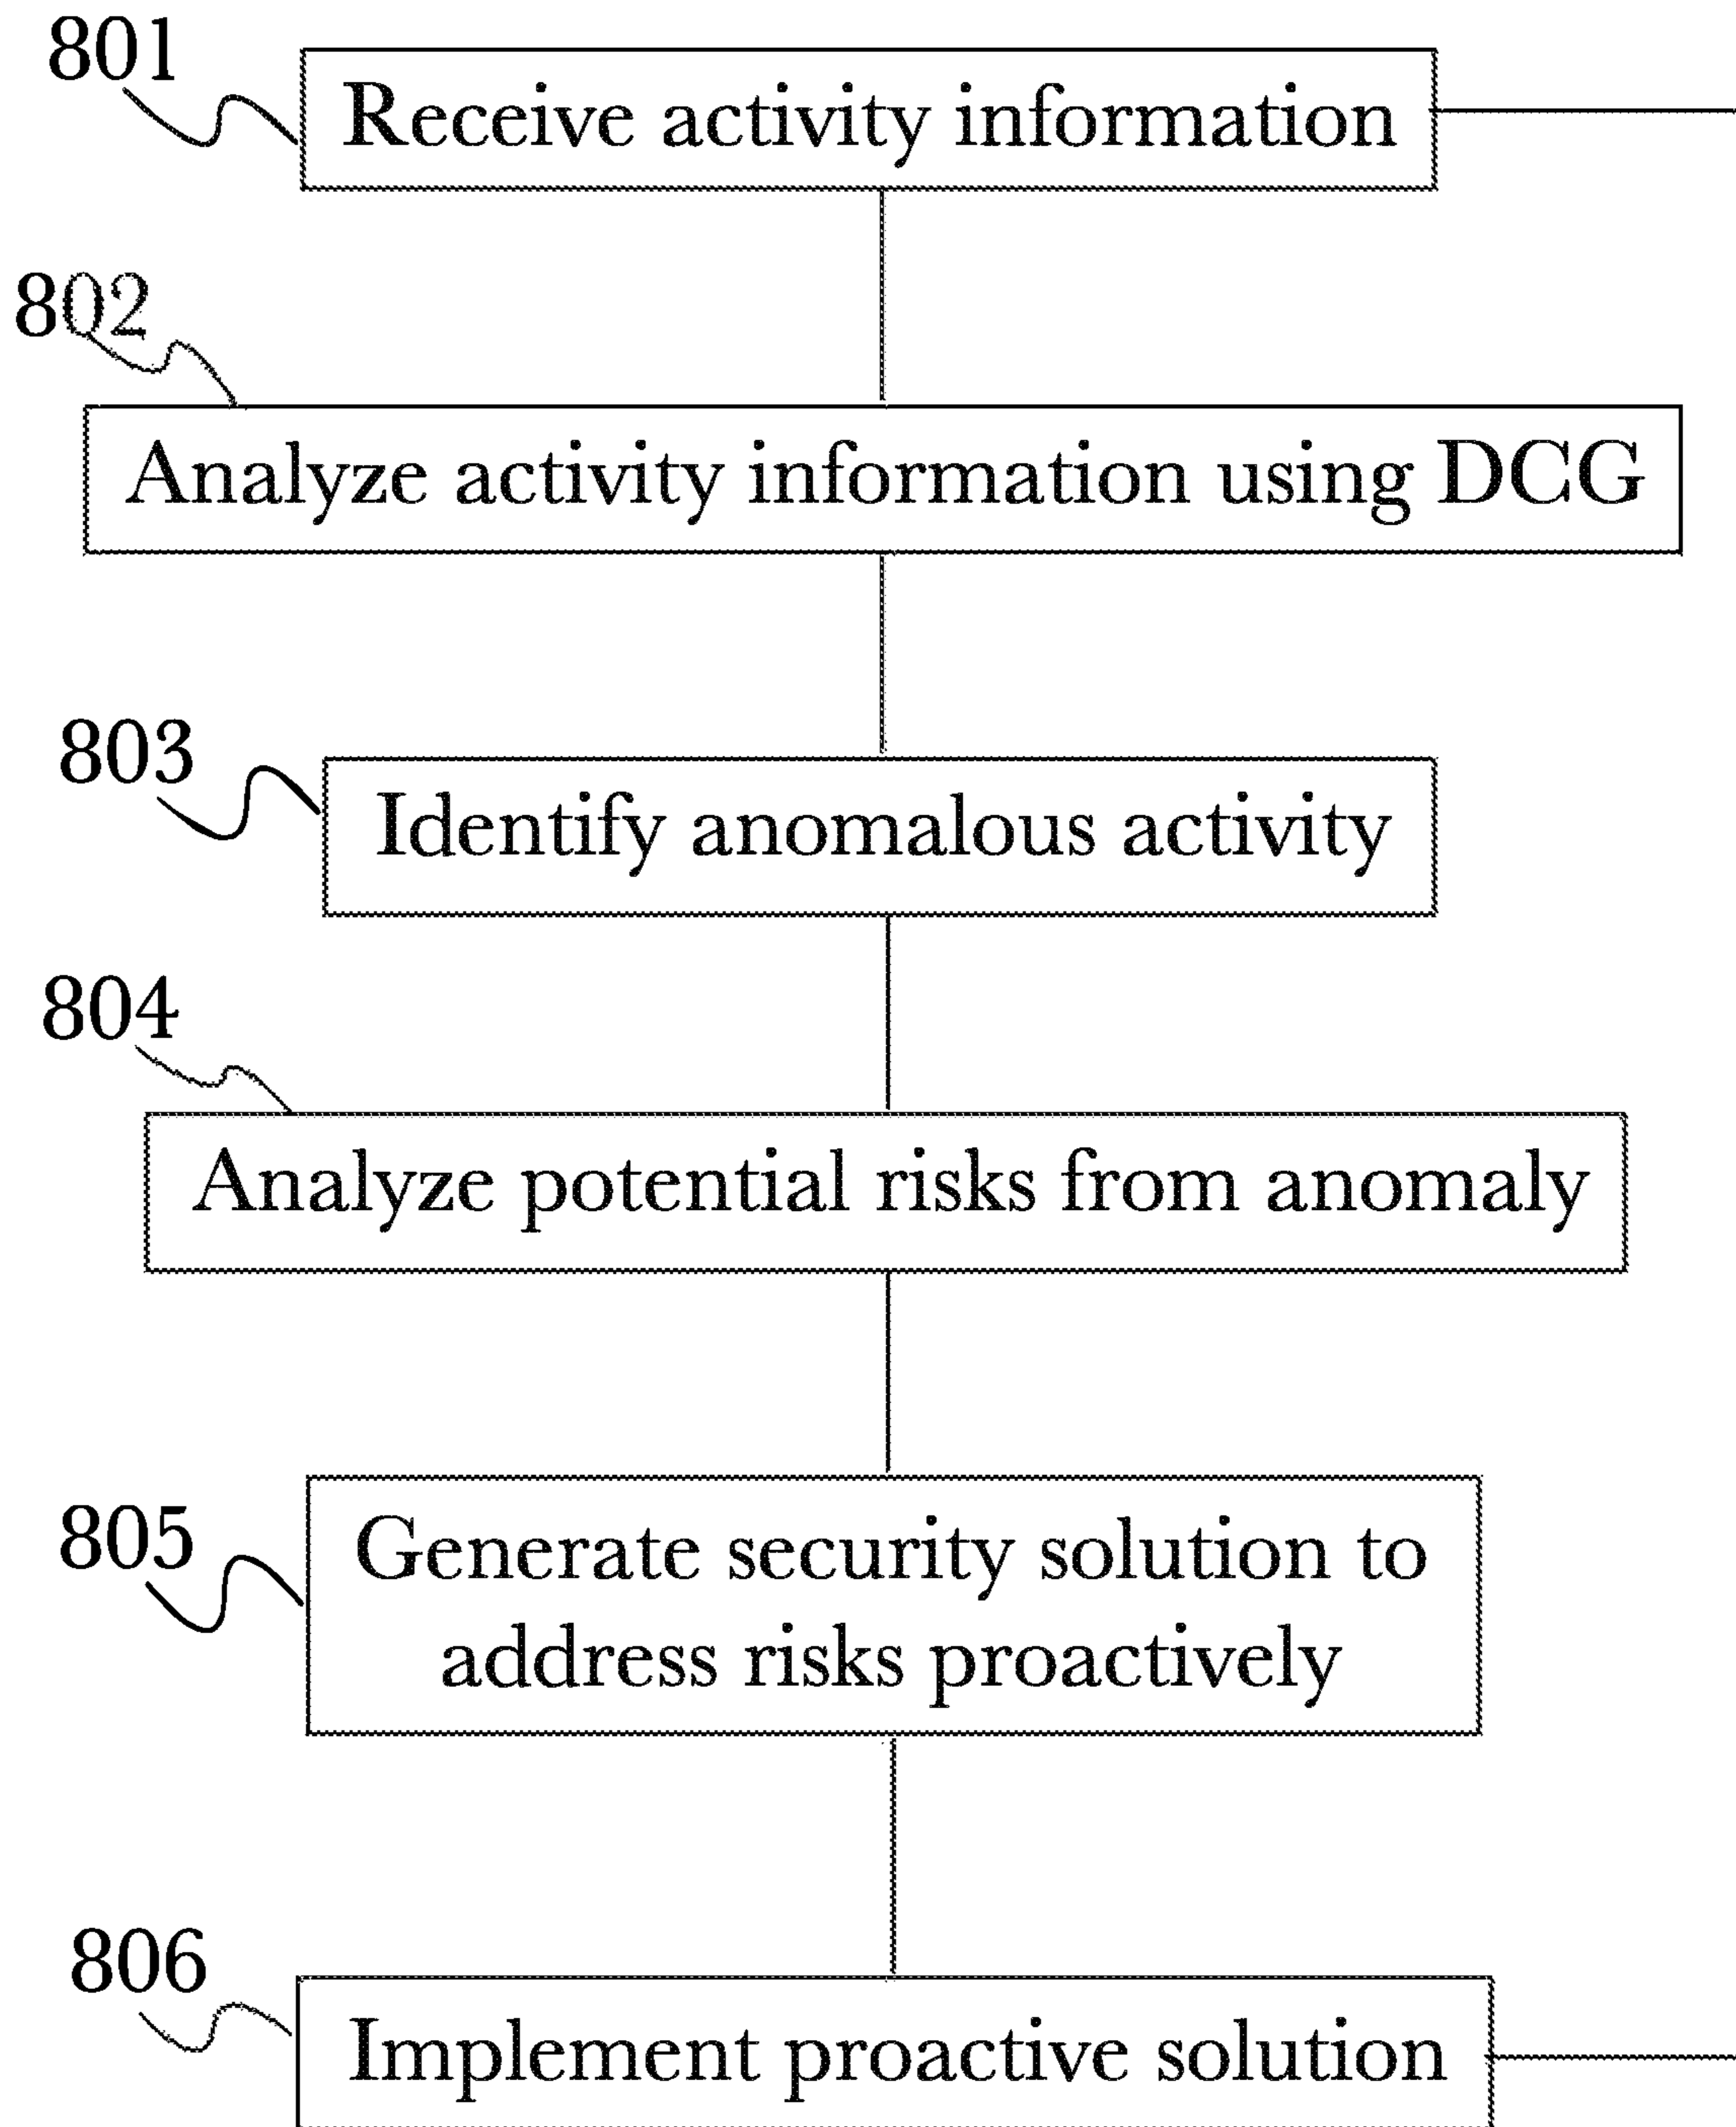 801
Receive activity information
802
Analyze activity information using DCG
803
Identify anomalous activity
804
Analyze potential risks from anomaly
805
Generate security solution to
address risks proactively
806
Implement proactive solution